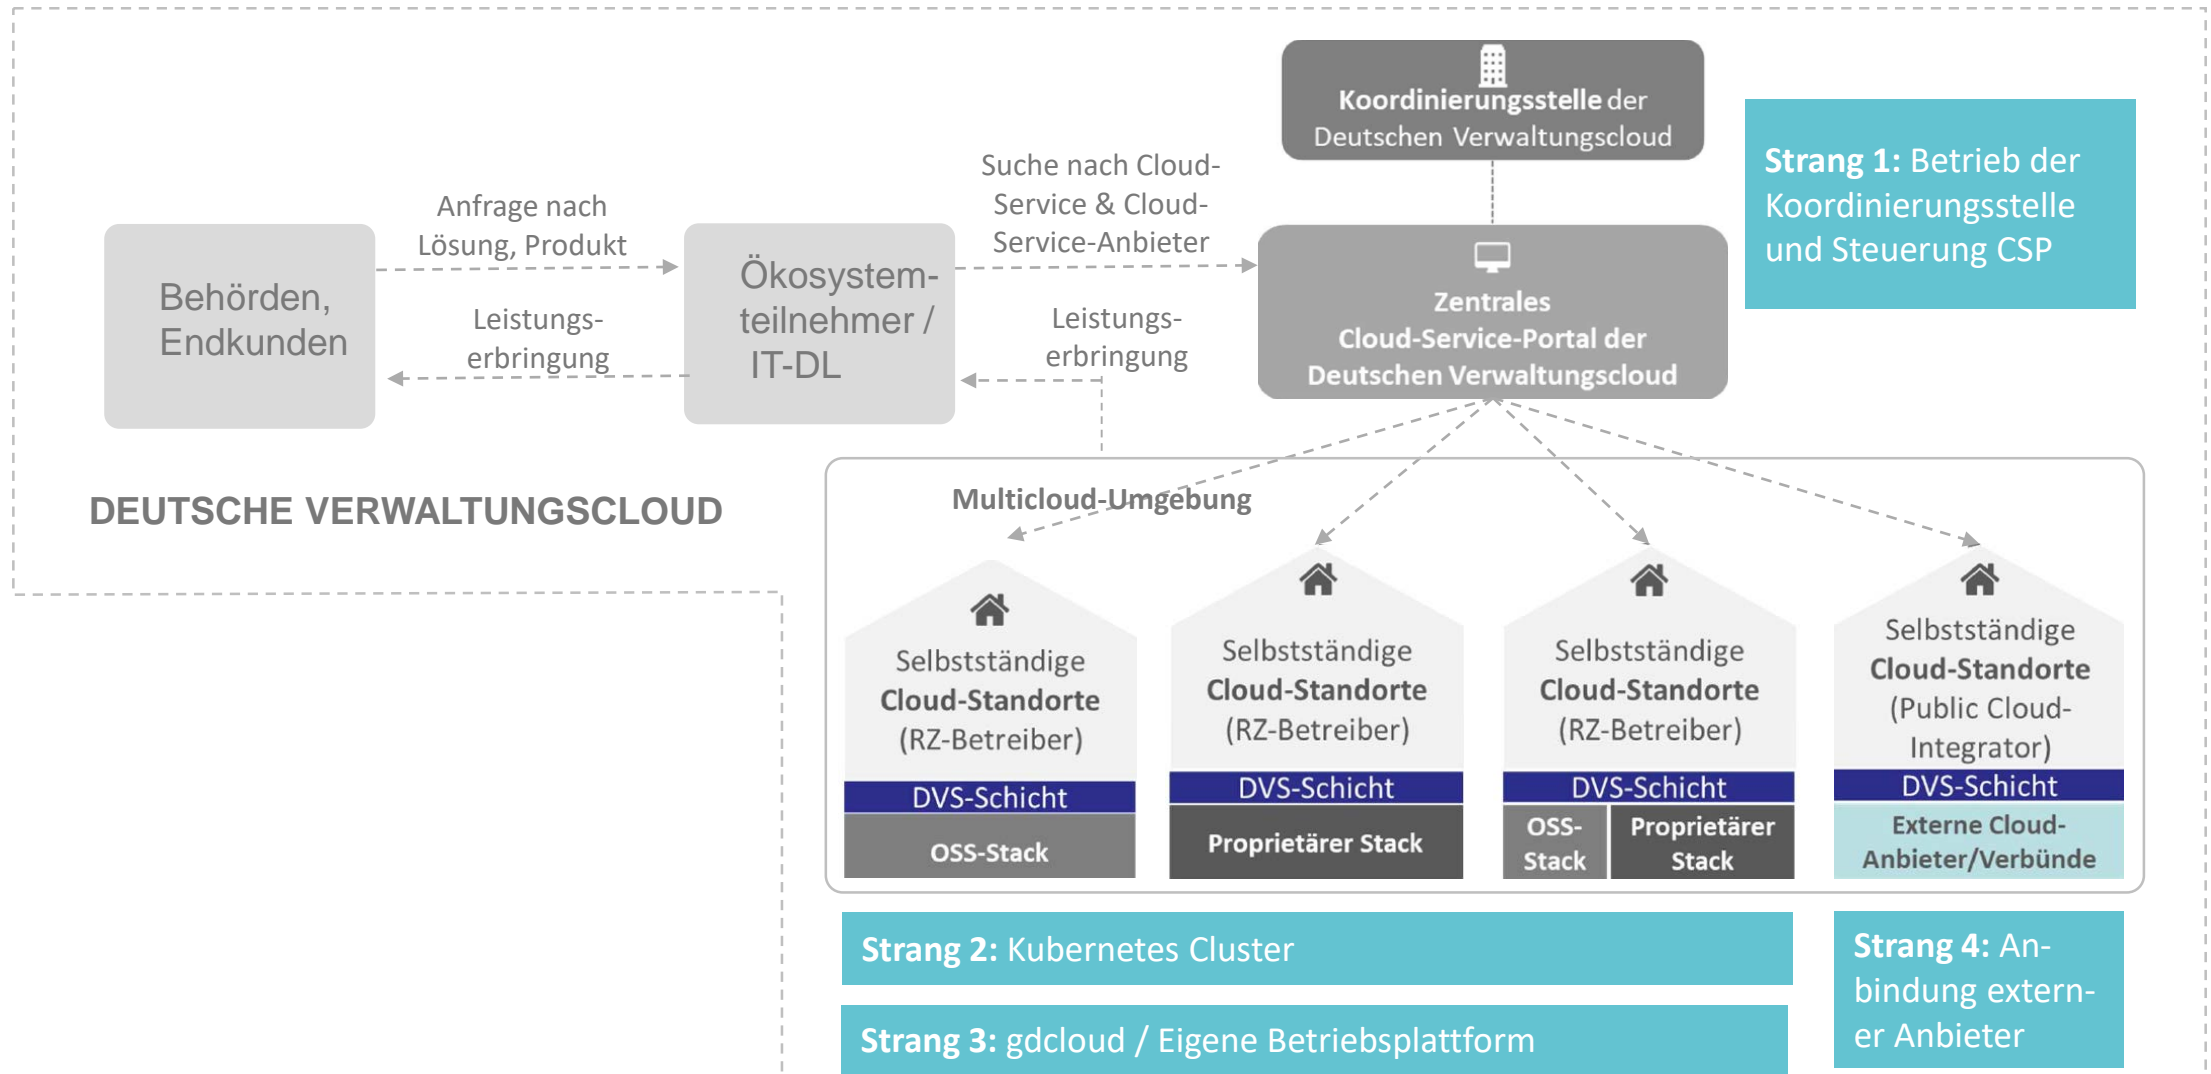 Koordinierungsstelle der
Deutschen Verwaltungscloud
Strang 1: Betrieb der
Koordinierungsstelle
und Steuerung CSP
Anfrage nach
Lösung, Produkt
Suche nach Cloud-
Service & Cloud-
Service-Anbieter
Behörden,
Endkunden
Ökosystem-
teilnehmer /
IT-DL
Leistungs-
erbringung
Leistungs-
erbringung
Zentrales
Cloud-Service-Portal der
Deutschen Verwaltungscloud
DEUTSCHE VERWALTUNGSCLOUD
Multicloud-Umgebung
Selbstständige
Cloud-Standorte
(RZ-Betreiber)
DVS-Schicht
OSS-Stack
Selbstständige
Cloud-Standorte
(RZ-Betreiber)
DVS-Schicht
Proprietärer Stack
Selbstständige
Cloud-Standorte
(RZ-Betreiber)
DVS-Schicht
OSS-
Stack
Proprietärer
Stack
Selbstständige
Cloud-Standorte
(Public Cloud-
Integrator)
DVS-Schicht
Externe Cloud-
Anbieter/Verbünde
Strang 2: Kubernetes Cluster
Strang 3: gdcloud / Eigene Betriebsplattform
Strang 4: An-
bindung extern-
er Anbieter